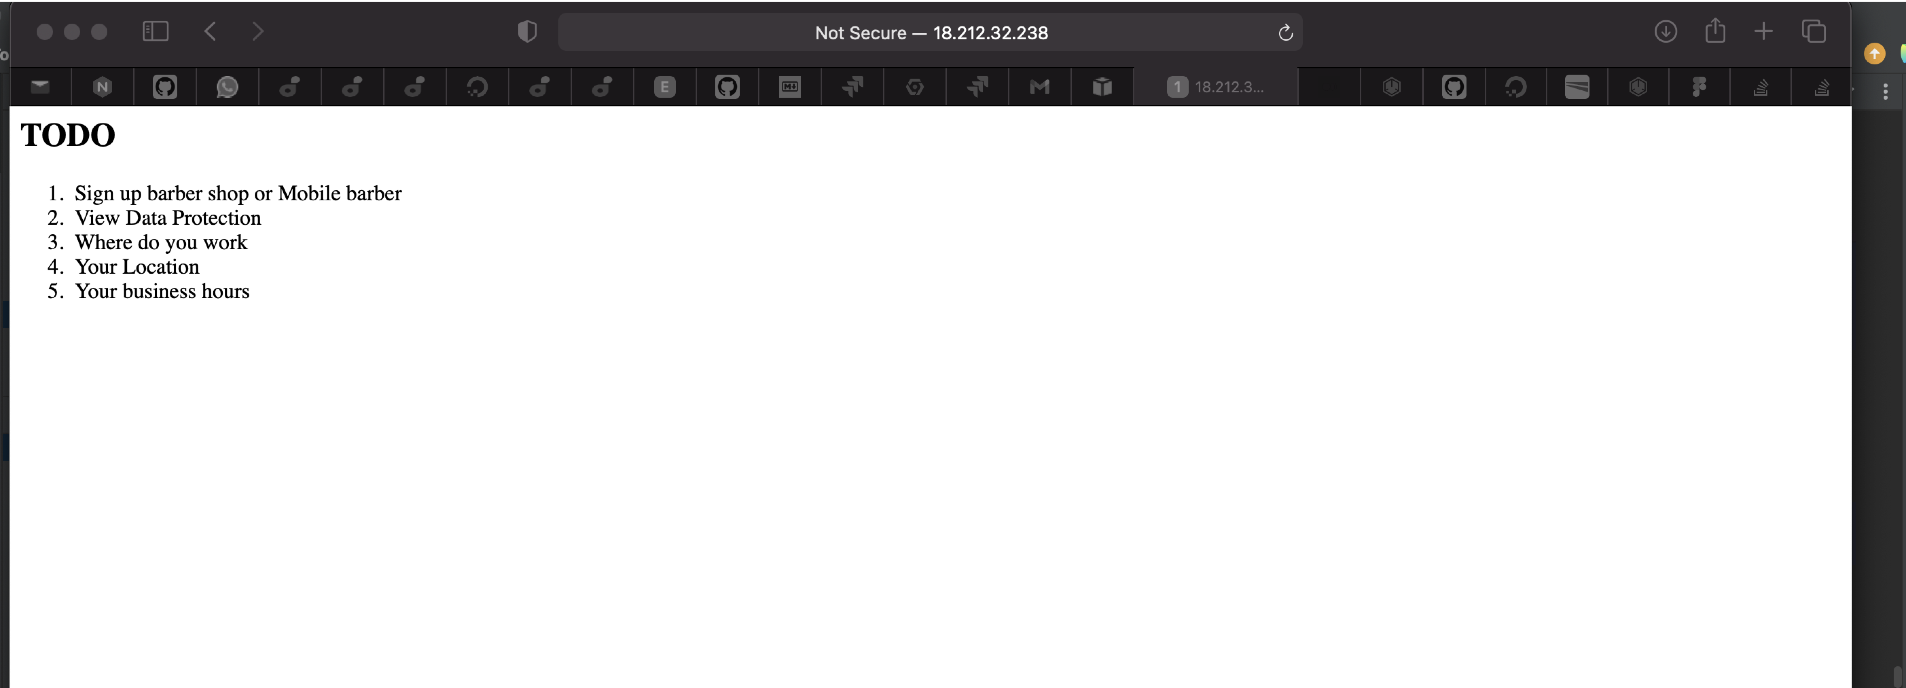 Not Secure — 18.212.32.238
N
E
M
1 18.212.3...
TODO
1. Sign up barber shop or Mobile barber
2. View Data Protection
3. Where do you work
4. Your Location
5. Your business hours